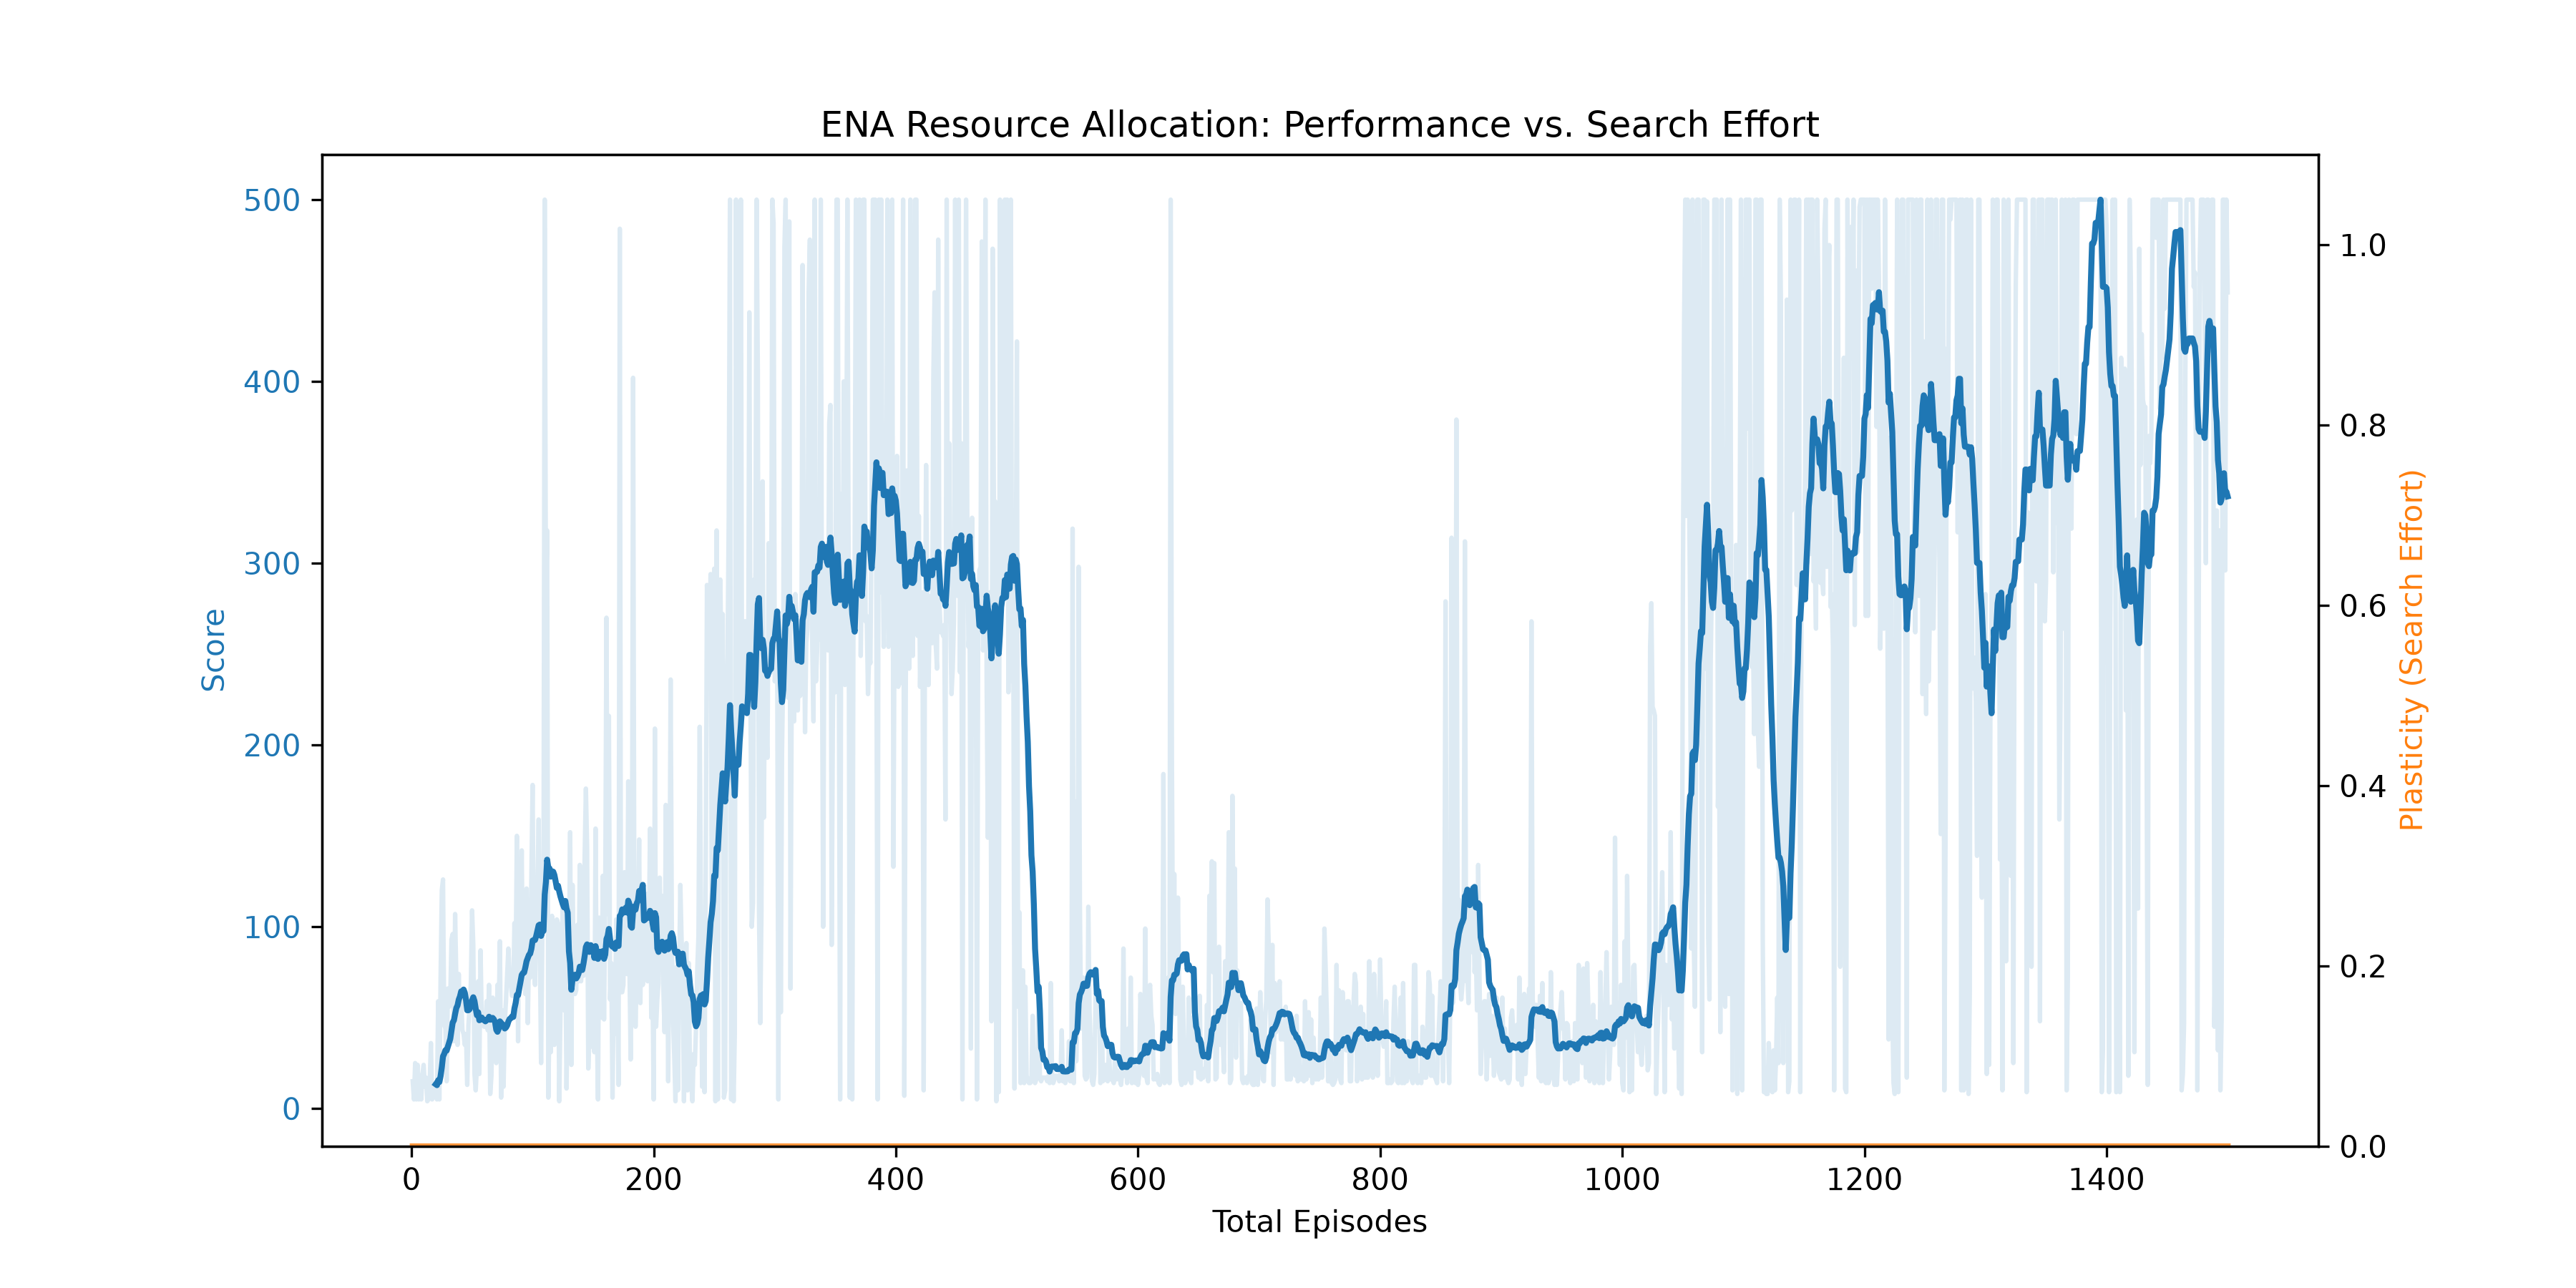 ENA Resource Allocation: Performance vs. Search Effort
500
400
300
200
100
0
Score
1.0
0.8
0.6
0.4
0.2
0.0
Plasticity (Search Effort)
0 200 400 600 800 1000 1200 1400
Total Episodes